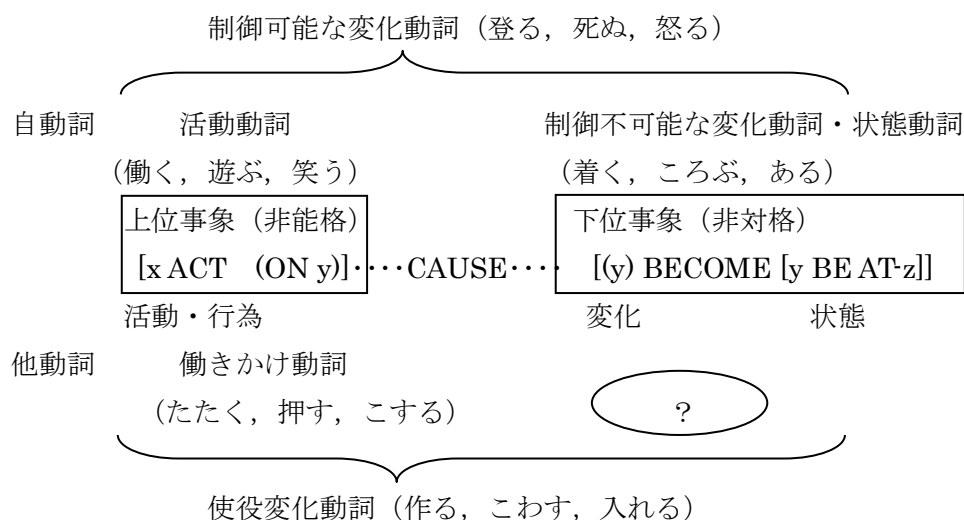 制御可能な変化動詞（登る，死ぬ，怒る）
自動詞　活動動詞　制御不可能な変化動詞・状態動詞
（働く，遊ぶ，笑う）　（着く，ころぶ，ある）
上位事象（非能格）　下位事象（非対格）
[x ACT　(ON y)]‥‥CAUSE‥‥　[(y) BECOME [y BE AT-z]]
活動・行為　変化　状態
他動詞　働きかけ動詞
（たたく，押す，こする）　？
使役変化動詞（作る，こわす，入れる）